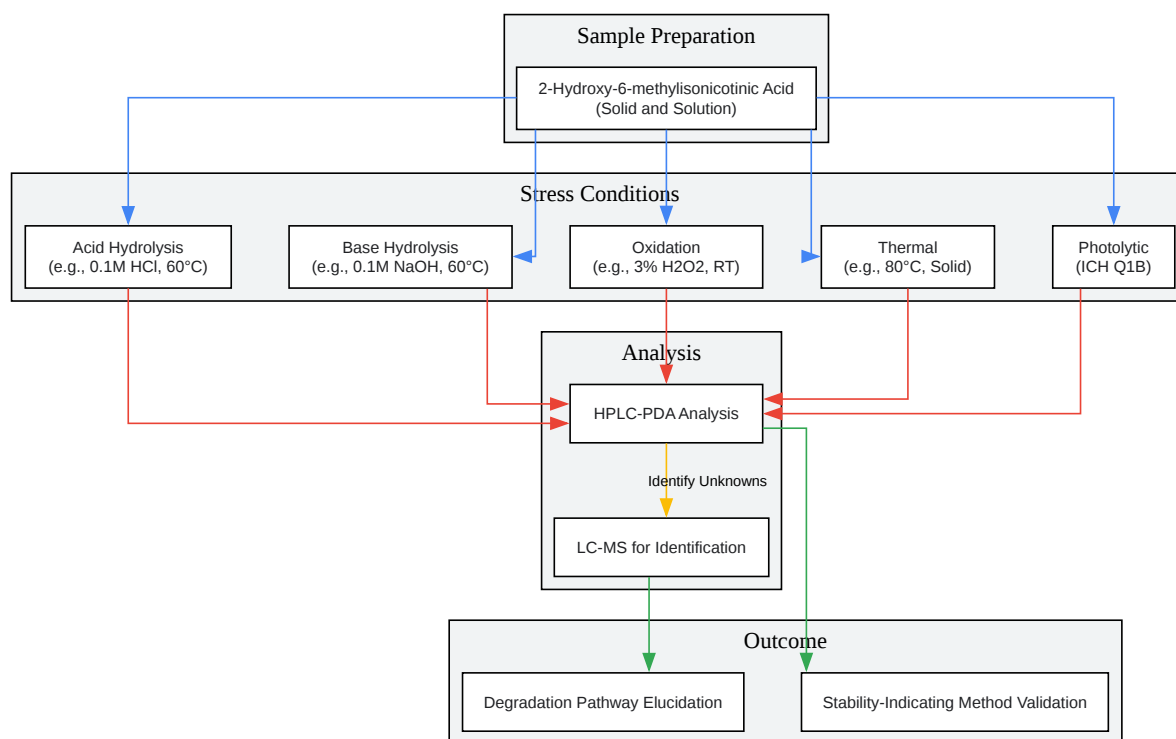 Sample Preparation
2-Hydroxy-6-methylisonicotinic Acid
(Solid and Solution)
Stress Conditions
Acid Hydrolysis
(e.g., 0.1M HCl, 60°C)
Base Hydrolysis
(e.g., 0.1M NaOH, 60°C)
Oxidation
(e.g., 3% H2O2, RT)
Thermal
(e.g., 80°C, Solid)
Photolytic
(ICH Q1B)
Analysis
HPLC-PDA Analysis
Identify Unknowns
LC-MS for Identification
Outcome
Degradation Pathway Elucidation
Stability-Indicating Method Validation